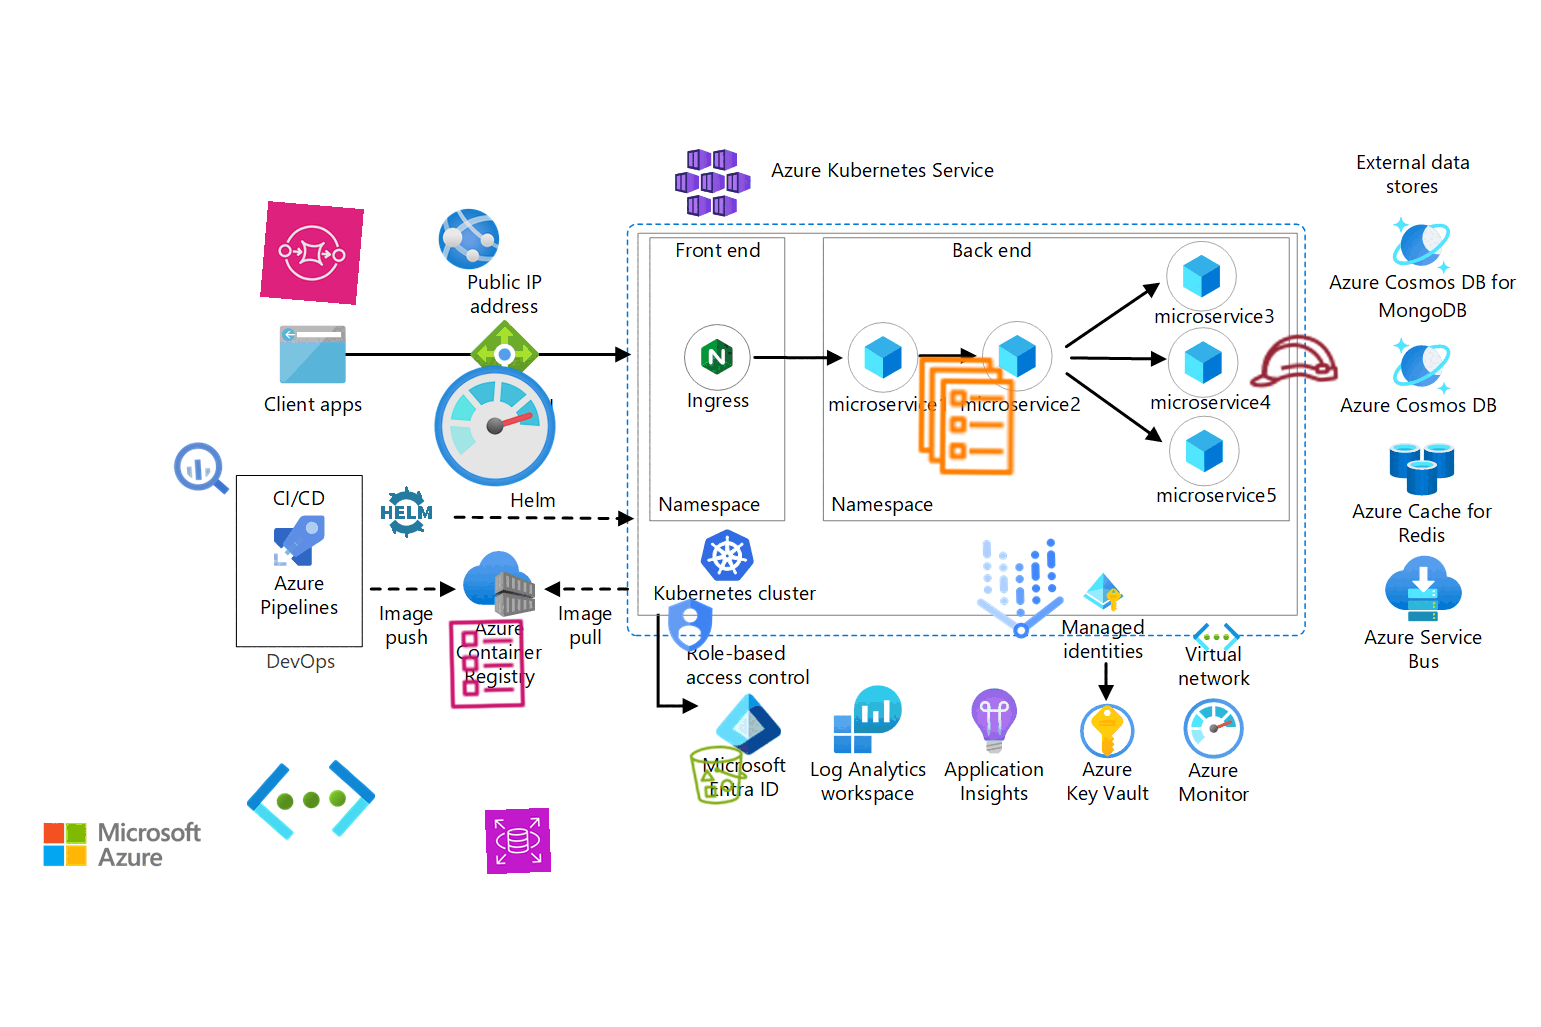 Azure Kubernetes Service
External data
stores
Front end
Back end
Public IP
address
microservice3
Azure Cosmos DB for
MongoDB
Client apps
Ingress
microservice1
microservice2
microservice4
Azure Cosmos DB
CI/CD
HELM
Helm
Namespace
Namespace
microservice5
Azure Cache for
Redis
Azure
Pipelines
Image
push
Image
pull
Kubernetes cluster
Azure
Container
Registry
DevOps
Role-based
access control
Managed
identities
Virtual
network
Azure Service
Bus
Microsoft
Entra ID
Log Analytics
workspace
Application
Insights
Azure
Key Vault
Azure
Monitor
Microsoft
Azure